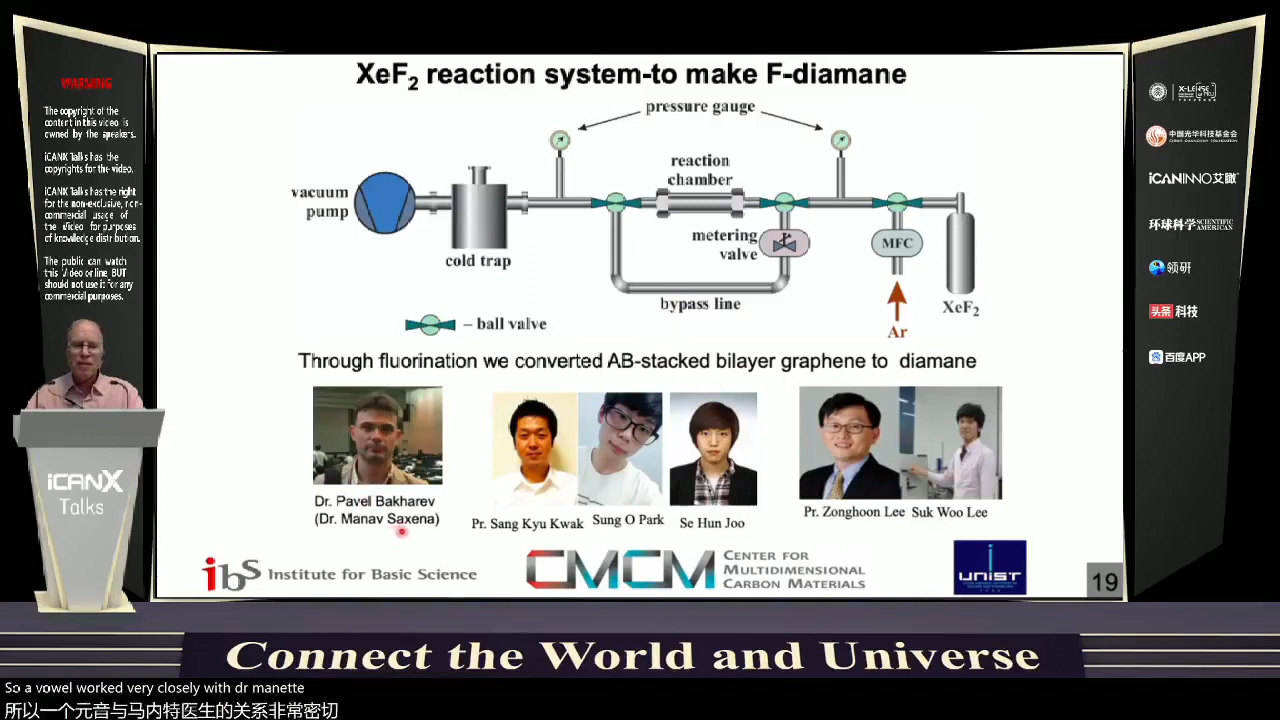 XeF2 reaction system-to make F-diamane
pressure gauge
reaction
chamber
vacuum
pump
metering
valve
MFC
cold trap
bypass line
XeF2
– ball valve
Ar
Through fluorination we converted AB-stacked bilayer graphene to diamane
Dr. Pavel Bakharev
(Dr. Manav Saxena)
Pr. Sang Kyu Kwak
Sung O Park
Se Hun Joo
Pr. Zonghoon Lee
Suk Woo Lee
ibS Institute for Basic Science
CMCM
CENTER FOR
MULTIDIMENSIONAL
CARBON MATERIALS
UNIST
19
WARNING
The copyright of the
content in this video is
owned by the speakers.
iCANX Talks has the
copyrights for the video.
iCANX Talks has the right
for the non-exclusive, non-
commercial usage of
the Video for purposes
of knowledge distribution.
The public can watch
this Video online, BUT
should not use it for any
commercial purposes.
iCANX
Talks
X-LENSE
中国光华科技基金会
CHINA GUANGHUA FOUNDATION
iCANINNO艾瞰
环球科学 SCIENTIFIC
AMERICAN
领研
头条 科技
百度APP
Connect the World and Universe
So a vowel worked very closely with dr manette
所以一个元音与马内特医生的关系非常密切